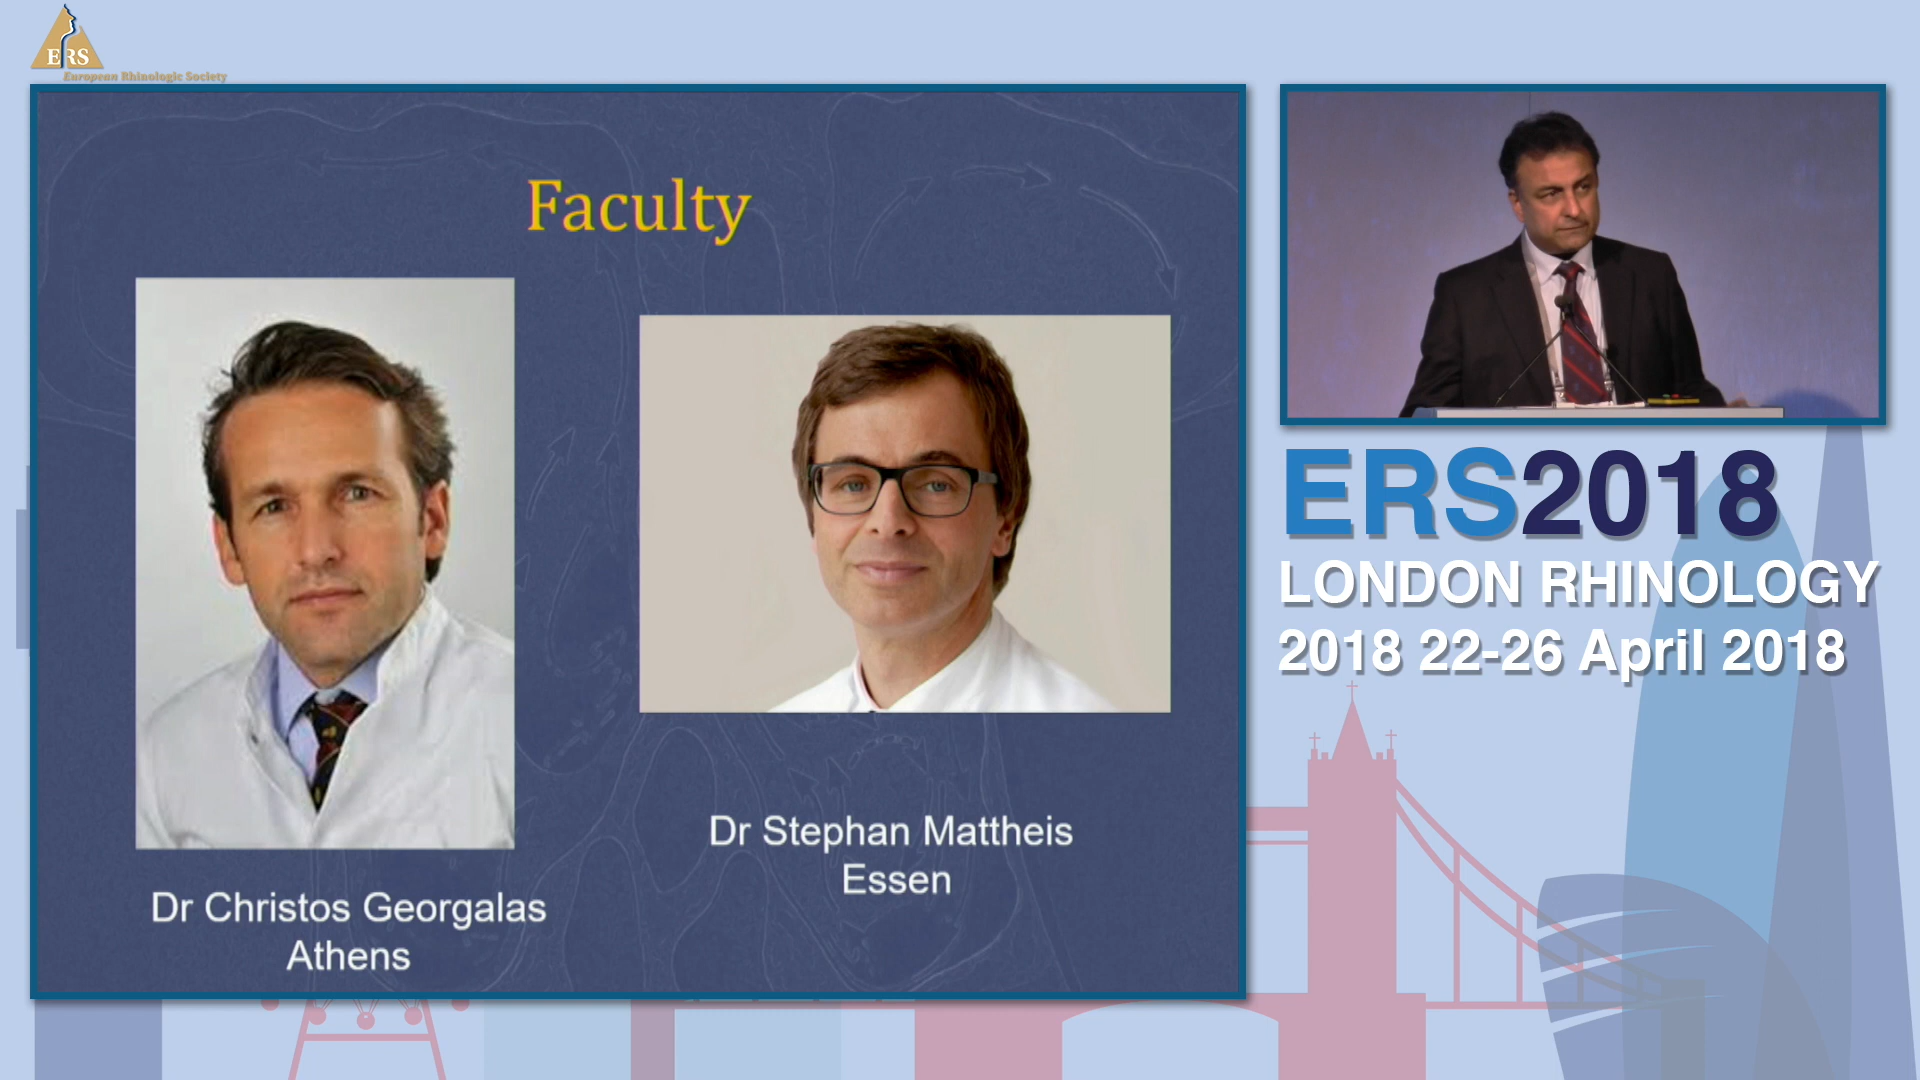 ERS
European Rhinologic Society
Faculty
Dr Christos Georgalas
Athens
Dr Stephan Mattheis
Essen
ERS2018
LONDON RHINOLOGY
2018 22-26 April 2018